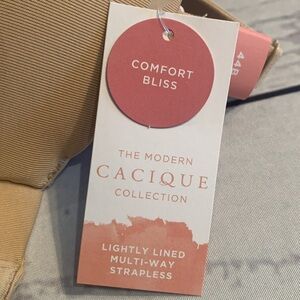 COMFORT
BLISS
THE MODERN
CACIQUE
COLLECTION
LIGHTLY LINED
MULTI-WAY
STRAPLESS